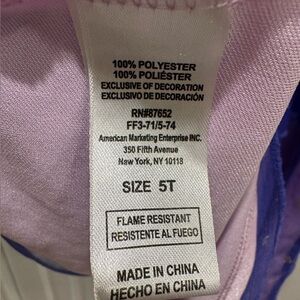 100% POLYESTER
100% POLIÉSTER
EXCLUSIVE OF DECORATION
EXCLUSIVO DE DECORACIÓN
RN#87652
FF3-71/5-74
American Marketing Enterprise INC.
350 Fifth Avenue
New York, NY 10118
SIZE 5T
FLAME RESISTANT
RESISTENTE AL FUEGO
MADE IN CHINA
HECHO EN CHINA